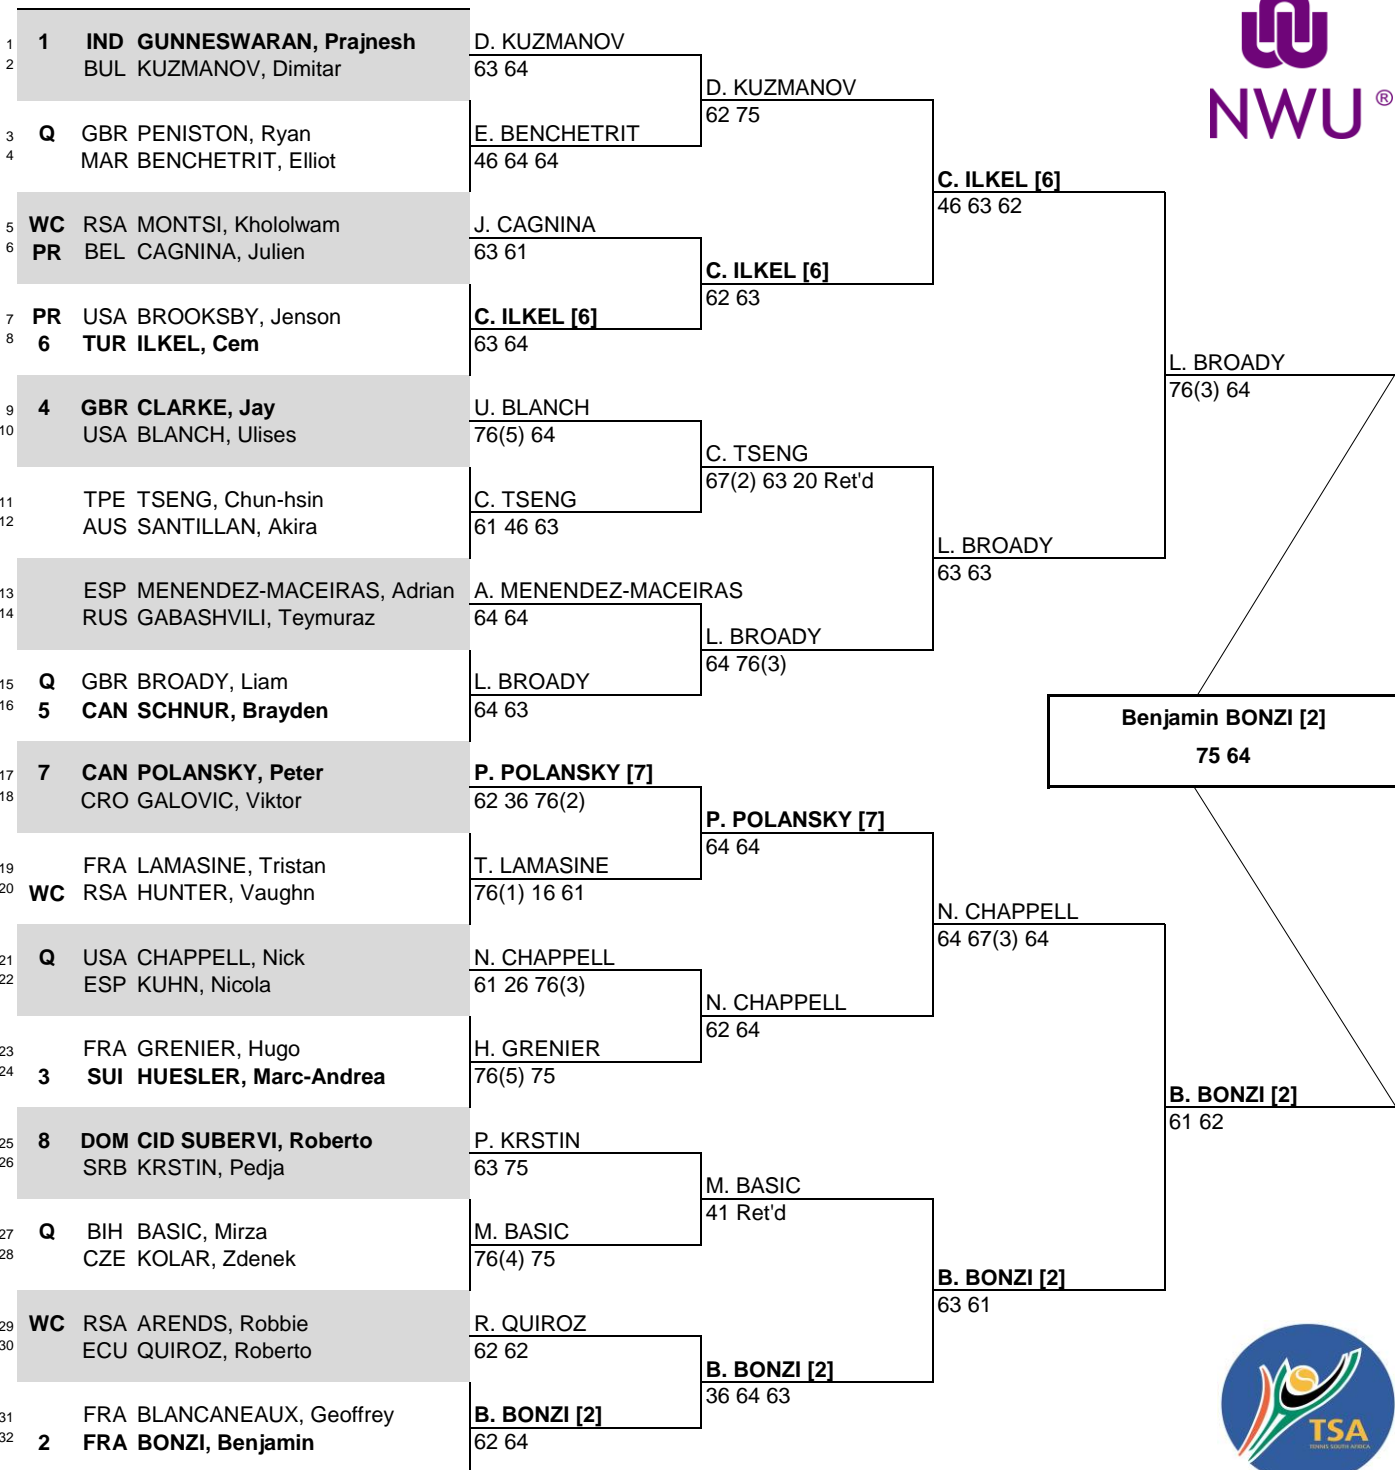 1 1 IND GUNNESWARAN, Prajnesh
2 BUL KUZMANOV, Dimitar
3 Q GBR PENISTON, Ryan
4 MAR BENCHETRIT, Elliot
5 WC RSA MONTSI, Khololwam
6 PR BEL CAGNINA, Julien
7 PR USA BROOKSBY, Jenson
8 6 TUR ILKEL, Cem
9 4 GBR CLARKE, Jay
10 USA BLANCH, Ulises
11 TPE TSENG, Chun-hsin
12 AUS SANTILLAN, Akira
13 ESP MENENDEZ-MACEIRAS, Adrian
14 RUS GABASHVILI, Teymuraz
15 Q GBR BROADY, Liam
16 5 CAN SCHNUR, Brayden
17 7 CAN POLANSKY, Peter
18 CRO GALOVIC, Viktor
19 FRA LAMASINE, Tristan
20 WC RSA HUNTER, Vaughn
21 Q USA CHAPPELL, Nick
22 ESP KUHN, Nicola
23 FRA GRENIER, Hugo
24 3 SUI HUESLER, Marc-Andrea
25 8 DOM CID SUBERVI, Roberto
26 SRB KRSTIN, Pedja
27 Q BIH BASIC, Mirza
28 CZE KOLAR, Zdenek
29 WC RSA ARENDS, Robbie
30 ECU QUIROZ, Roberto
31 FRA BLANCANEAUX, Geoffrey
32 2 FRA BONZI, Benjamin
D. KUZMANOV
63 64
E. BENCHETRIT
46 64 64
J. CAGNINA
63 61
C. ILKEL [6]
63 64
U. BLANCH
76(5) 64
C. TSENG
61 46 63
A. MENENDEZ-MACEIRAS
64 64
L. BROADY
64 63
P. POLANSKY [7]
62 36 76(2)
T. LAMASINE
76(1) 16 61
N. CHAPPELL
61 26 76(3)
H. GRENIER
76(5) 75
P. KRSTIN
63 75
M. BASIC
76(4) 75
R. QUIROZ
62 62
B. BONZI [2]
62 64
D. KUZMANOV
62 75
C. ILKEL [6]
62 63
C. TSENG
67(2) 63 20 Ret'd
L. BROADY
64 76(3)
P. POLANSKY [7]
64 64
N. CHAPPELL
62 64
M. BASIC
41 Ret'd
B. BONZI [2]
36 64 63
C. ILKEL [6]
46 63 62
L. BROADY
63 63
N. CHAPPELL
64 67(3) 64
B. BONZI [2]
63 61
L. BROADY
76(3) 64
B. BONZI [2]
61 62
Benjamin BONZI [2]
75 64
NWU ®
TSA
TENNIS SOUTH AFRICA